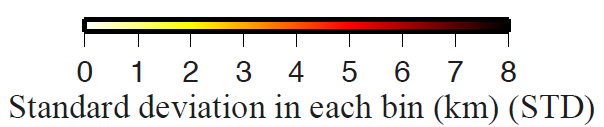 0 1 2 3 4 5 6 7 8
Standard deviation in each bin (km) (STD)